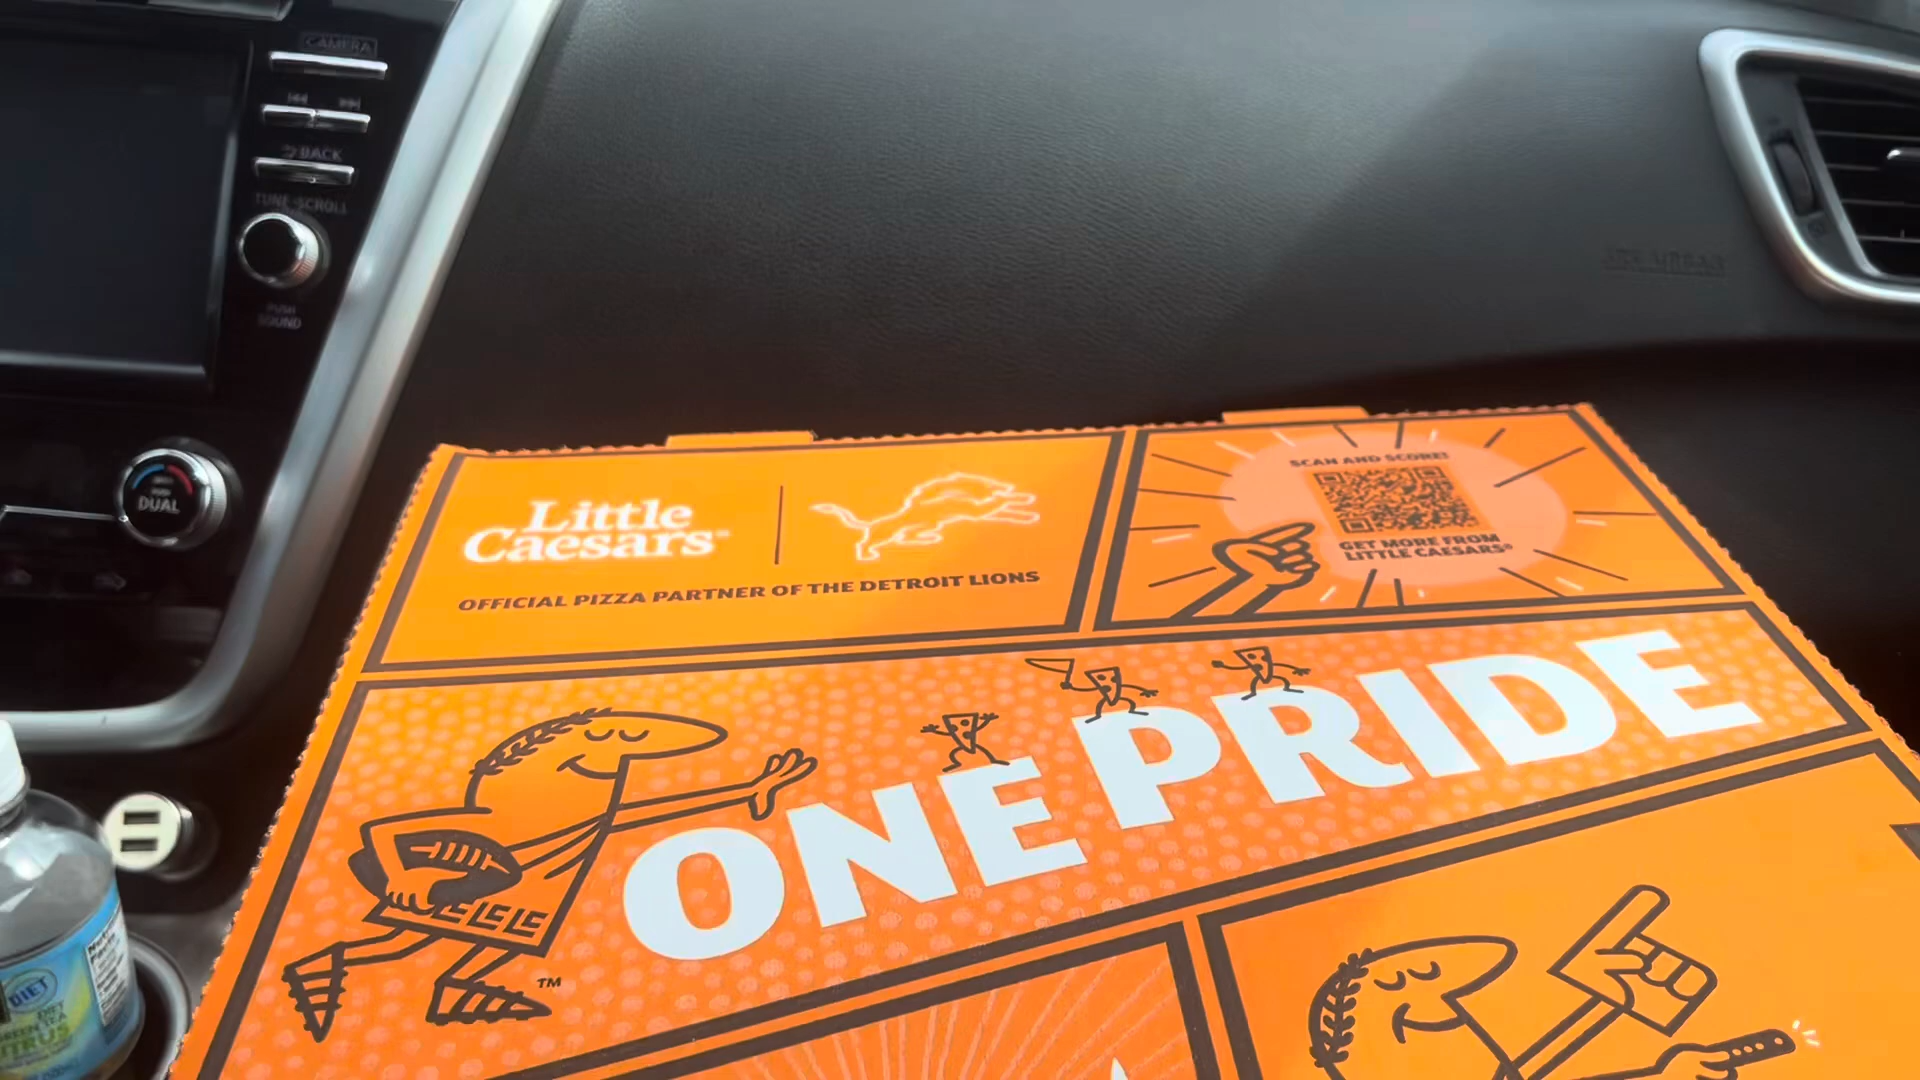 CAMERA
BACK
TUNE·SCROLL
PUSH
SOUND
DUAL
Little
Caesars
OFFICIAL PIZZA PARTNER OF THE DETROIT LIONS
SCAN AND SCORE!
GET MORE FROM
LITTLE CAESARS®
ONE PRIDE
TM
DIET